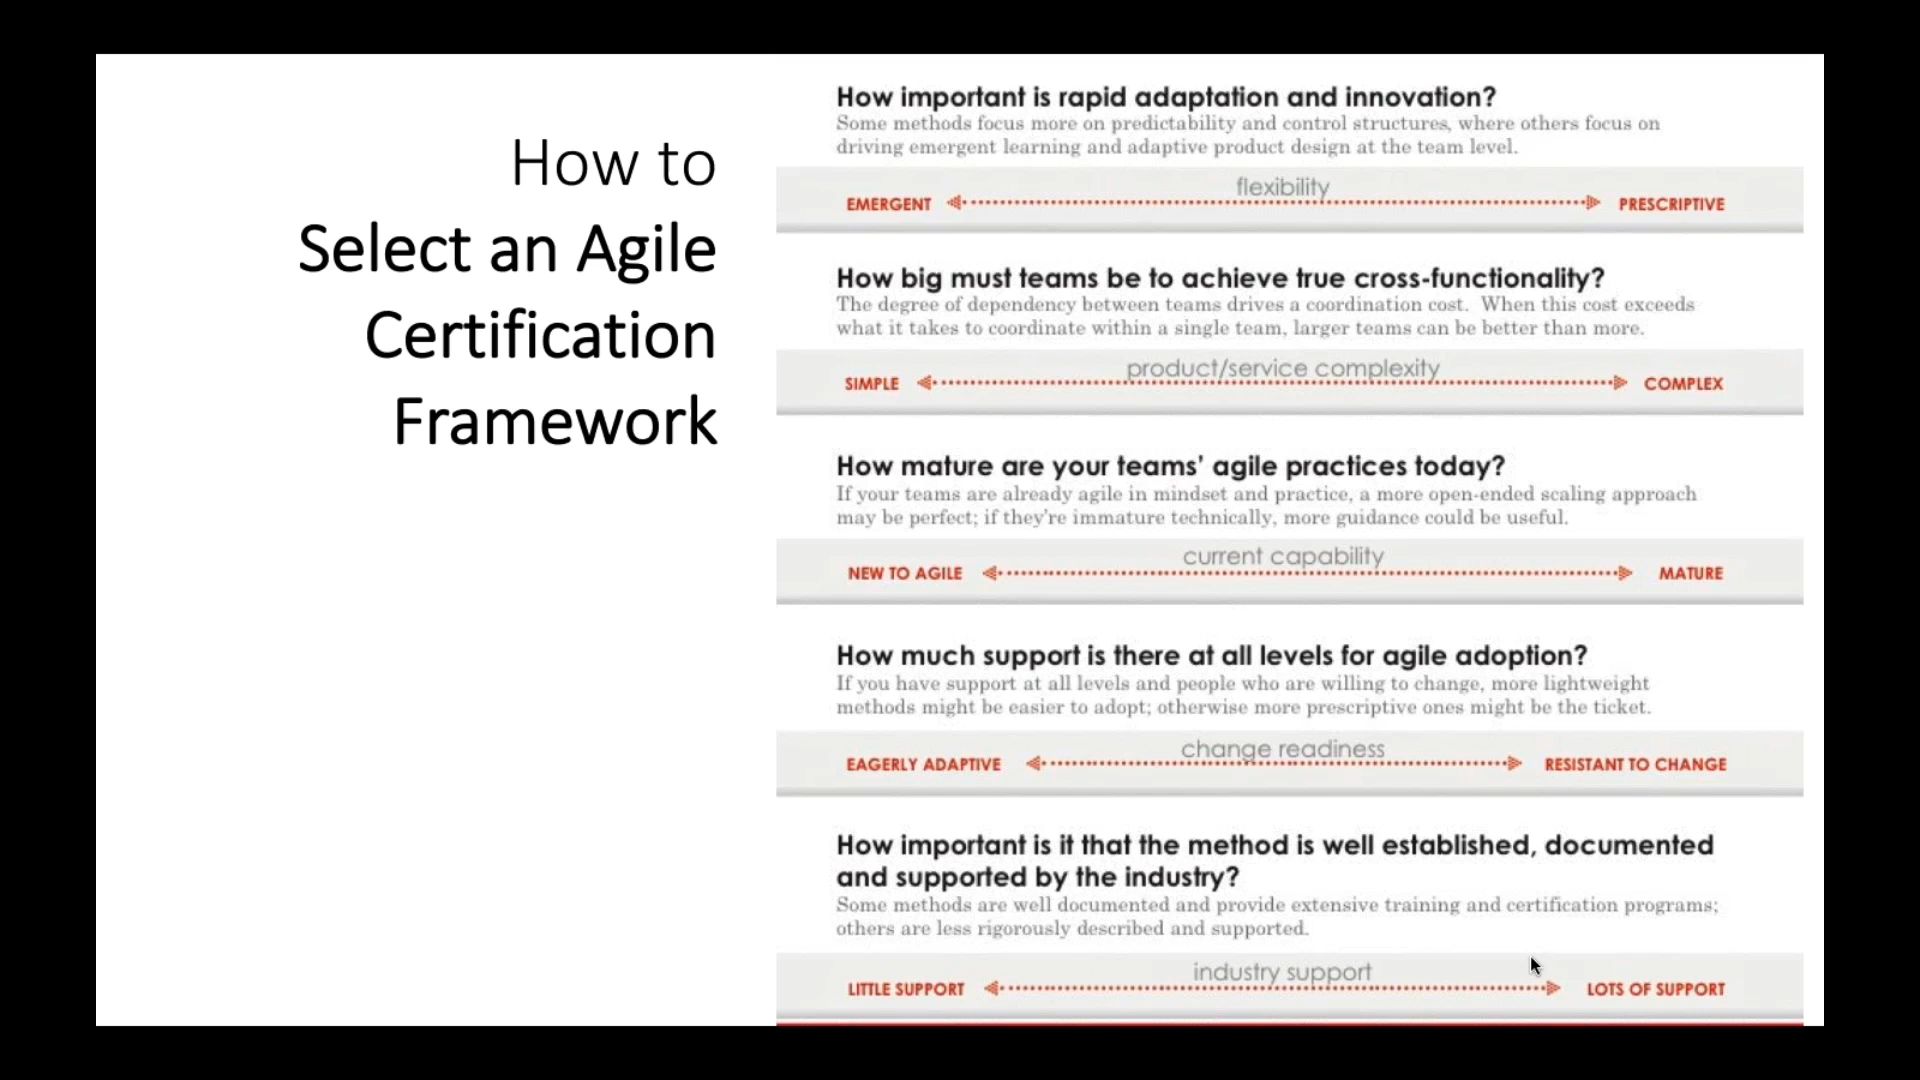 How to
Select an Agile
Certification
Framework
How important is rapid adaptation and innovation?
Some methods focus more on predictability and control structures, where others focus on
driving emergent learning and adaptive product design at the team level.
flexibility
EMERGENT PRESCRIPTIVE
How big must teams be to achieve true cross-functionality?
The degree of dependency between teams drives a coordination cost. When this cost exceeds
what it takes to coordinate within a single team, larger teams can be better than more.
product/service complexity
SIMPLE COMPLEX
How mature are your teams' agile practices today?
If your teams are already agile in mindset and practice, a more open-ended scaling approach
may be perfect; if they're immature technically, more guidance could be useful.
current capability
NEW TO AGILE MATURE
How much support is there at all levels for agile adoption?
If you have support at all levels and people who are willing to change, more lightweight
methods might be easier to adopt; otherwise more prescriptive ones might be the ticket.
change readiness
EAGERLY ADAPTIVE RESISTANT TO CHANGE
How important is it that the method is well established, documented
and supported by the industry?
Some methods are well documented and provide extensive training and certification programs;
others are less rigorously described and supported.
industry support
LITTLE SUPPORT LOTS OF SUPPORT